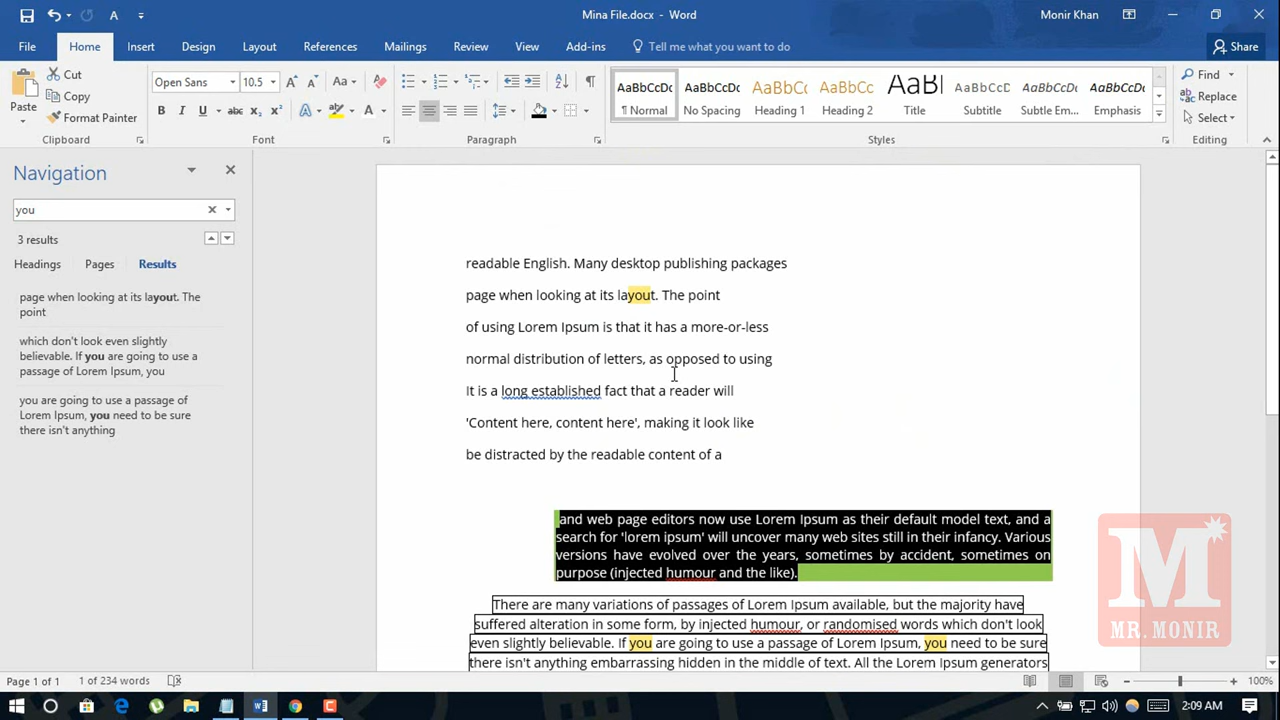 Mina File.docx - Word
Monir Khan
File Home Insert Design Layout References Mailings Review View Add-ins Tell me what you want to do Share
Paste
Cut
Copy
Format Painter
Clipboard
Open Sans 10.5
Font
Paragraph
AaBbCcDc AaBbCcDc AaBbCc AaBbCc AaBl AaBbCcD AaBbCcDc AaBbCcDc
¶ Normal No Spacing Heading 1 Heading 2 Title Subtitle Subtle Em... Emphasis
Styles
Find
Replace
Select
Editing
Navigation
you
3 results
Headings Pages Results
page when looking at its layout. The
point
which don't look even slightly
believable. If you are going to use a
passage of Lorem Ipsum, you
you are going to use a passage of
Lorem Ipsum, you need to be sure
there isn't anything
readable English. Many desktop publishing packages
page when looking at its layout. The point
of using Lorem Ipsum is that it has a more-or-less
normal distribution of letters, as opposed to using
It is a long established fact that a reader will
'Content here, content here', making it look like
be distracted by the readable content of a
and web page editors now use Lorem Ipsum as their default model text, and a
search for 'lorem ipsum' will uncover many web sites still in their infancy. Various
versions have evolved over the years, sometimes by accident, sometimes on
purpose (injected humour and the like).
There are many variations of passages of Lorem Ipsum available, but the majority have
suffered alteration in some form, by injected humour, or randomised words which don't look
even slightly believable. If you are going to use a passage of Lorem Ipsum, you need to be sure
there isn't anything embarrassing hidden in the middle of text. All the Lorem Ipsum generators
M
MR.MONIR
Page 1 of 1 1 of 234 words 100%
2:09 AM